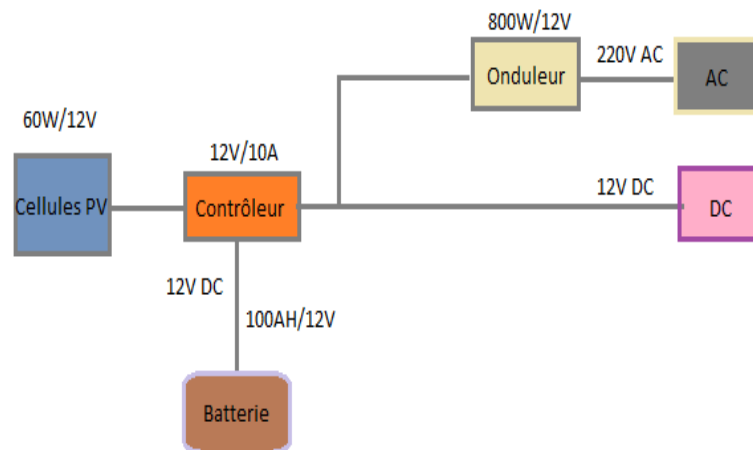 800W/12V
Onduleur
220V AC
AC
60W/12V
Cellules PV
12V/10A
Contrôleur
12V DC
DC
12V DC
100AH/12V
Batterie